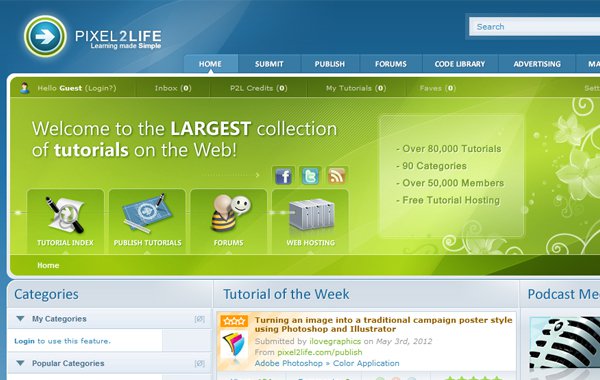 PIXEL2LIFE
Learning made Simple
Search
HOME SUBMIT PUBLISH FORUMS CODE LIBRARY ADVERTISING MA
Hello Guest (Login?) Inbox (0) P2L Credits (0) My Tutorials (0) Faves (0) Sett
Welcome to the LARGEST collection
of tutorials on the Web!
- Over 80,000 Tutorials
- 90 Categories
- Over 50,000 Members
- Free Tutorial Hosting
TUTORIAL INDEX PUBLISH TUTORIALS FORUMS WEB HOSTING
Home
Categories
My Categories [Ø]
Login to use this feature.
Popular Categories [Ø]
Tutorial of the Week
Turning an image into a traditional campaign poster style
using Photoshop and Illustrator
Submitted by ilovegraphics on May 3rd, 2012
From pixel2life.com/publish
Adobe Photoshop » Color Application
Podcast Me